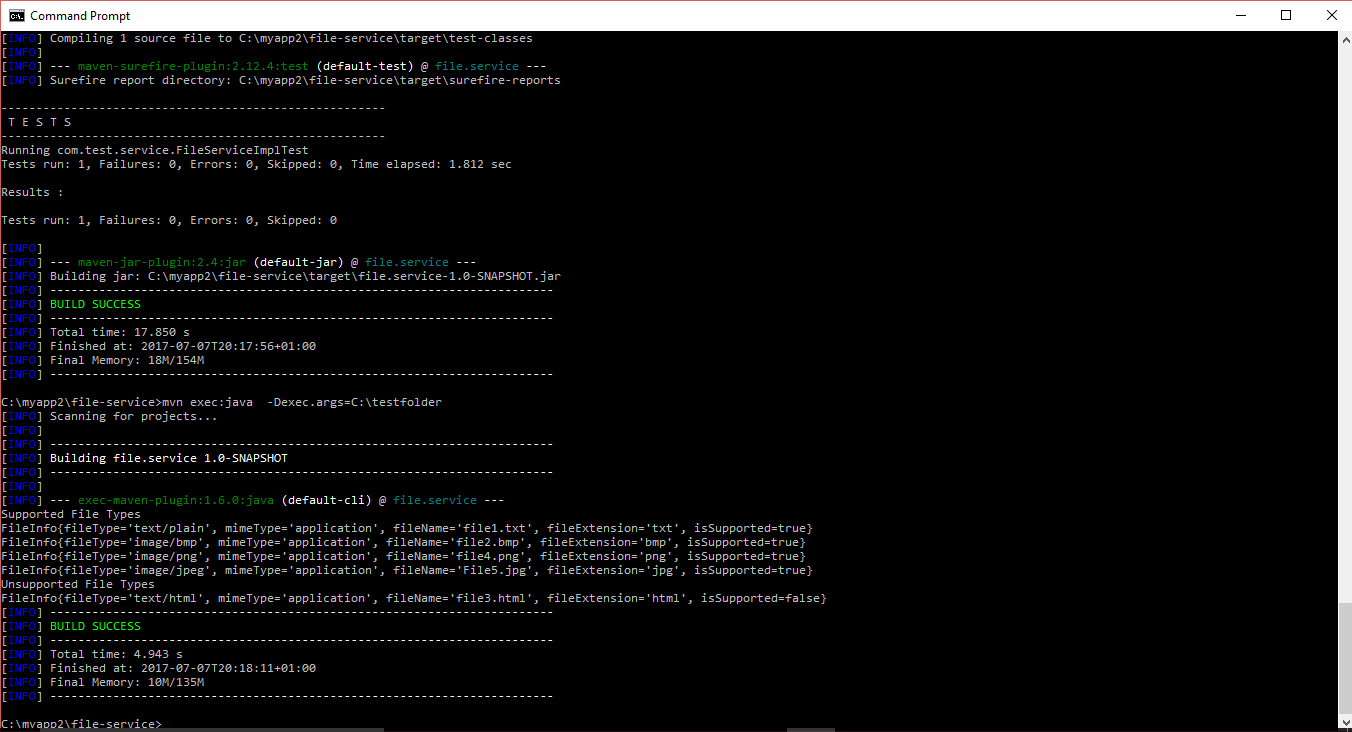 Command Prompt
[INFO] Compiling 1 source file to C:\myapp2\file-service\target\test-classes
[INFO]
[INFO] --- maven-surefire-plugin:2.12.4:test (default-test) @ file.service ---
[INFO] Surefire report directory: C:\myapp2\file-service\target\surefire-reports
-------------------------------------------------------
 T E S T S
-------------------------------------------------------
Running com.test.service.FileServiceImplTest
Tests run: 1, Failures: 0, Errors: 0, Skipped: 0, Time elapsed: 1.812 sec
Results :
Tests run: 1, Failures: 0, Errors: 0, Skipped: 0
[INFO]
[INFO] --- maven-jar-plugin:2.4:jar (default-jar) @ file.service ---
[INFO] Building jar: C:\myapp2\file-service\target\file.service-1.0-SNAPSHOT.jar
[INFO] ------------------------------------------------------------------------
[INFO] BUILD SUCCESS
[INFO] ------------------------------------------------------------------------
[INFO] Total time: 17.850 s
[INFO] Finished at: 2017-07-07T20:17:56+01:00
[INFO] Final Memory: 18M/154M
[INFO] ------------------------------------------------------------------------
C:\myapp2\file-service>mvn exec:java  -Dexec.args=C:\testfolder
[INFO] Scanning for projects...
[INFO]
[INFO] ------------------------------------------------------------------------
[INFO] Building file.service 1.0-SNAPSHOT
[INFO] ------------------------------------------------------------------------
[INFO]
[INFO] --- exec-maven-plugin:1.6.0:java (default-cli) @ file.service ---
Supported File Types
FileInfo{fileType='text/plain', mimeType='application', fileName='file1.txt', fileExtension='txt', isSupported=true}
FileInfo{fileType='image/bmp', mimeType='application', fileName='file2.bmp', fileExtension='bmp', isSupported=true}
FileInfo{fileType='image/png', mimeType='application', fileName='file4.png', fileExtension='png', isSupported=true}
FileInfo{fileType='image/jpeg', mimeType='application', fileName='File5.jpg', fileExtension='jpg', isSupported=true}
Unsupported File Types
FileInfo{fileType='text/html', mimeType='application', fileName='file3.html', fileExtension='html', isSupported=false}
[INFO] ------------------------------------------------------------------------
[INFO] BUILD SUCCESS
[INFO] ------------------------------------------------------------------------
[INFO] Total time: 4.943 s
[INFO] Finished at: 2017-07-07T20:18:11+01:00
[INFO] Final Memory: 10M/135M
[INFO] ------------------------------------------------------------------------
C:\myapp2\file-service>